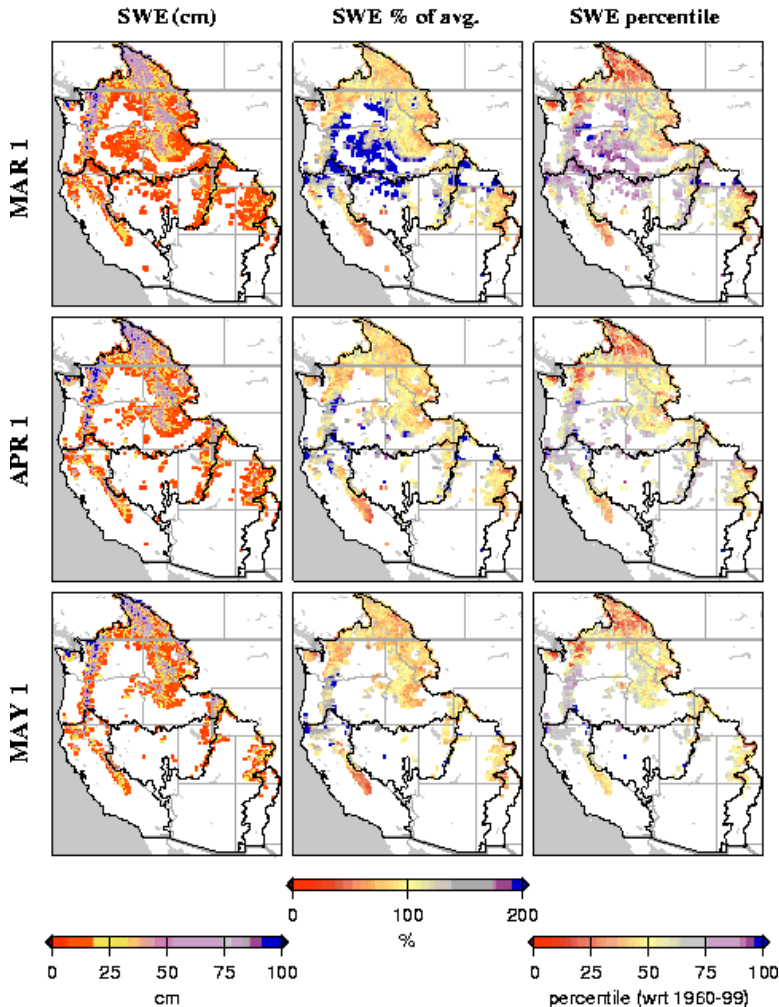 SWE (cm) SWE % of avg. SWE percentile
MAR 1
APR 1
MAY 1
0 100 200
%
0 25 50 75 100
cm
0 25 50 75 100
percentile (wrt 1960-99)